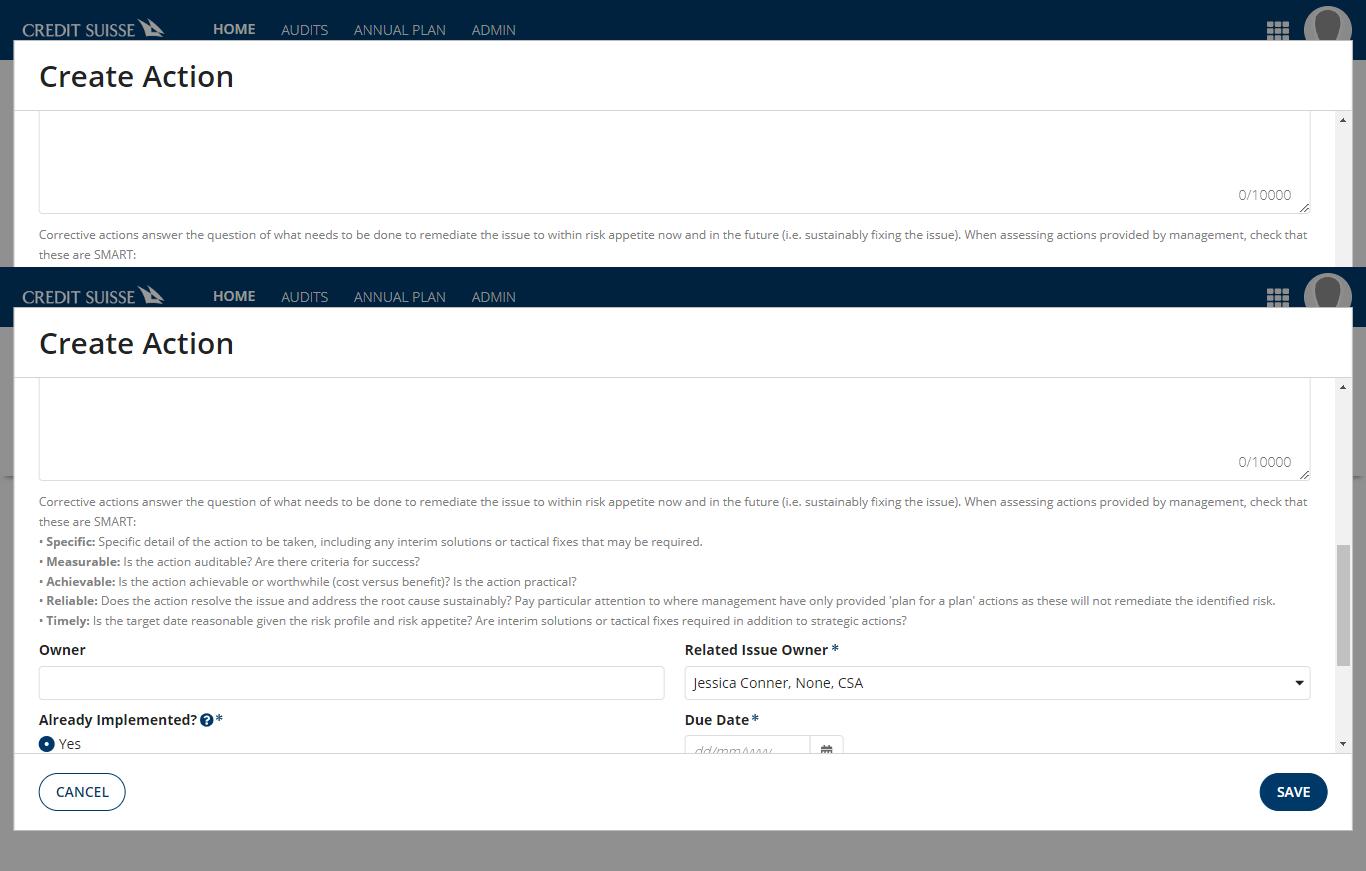 CREDIT SUISSE HOME AUDITS ANNUAL PLAN ADMIN
Create Action
0/10000
Corrective actions answer the question of what needs to be done to remediate the issue to within risk appetite now and in the future (i.e. sustainably fixing the issue). When assessing actions provided by management, check that
these are SMART:
CREDIT SUISSE HOME AUDITS ANNUAL PLAN ADMIN
Create Action
0/10000
Corrective actions answer the question of what needs to be done to remediate the issue to within risk appetite now and in the future (i.e. sustainably fixing the issue). When assessing actions provided by management, check that
these are SMART:
• Specific: Specific detail of the action to be taken, including any interim solutions or tactical fixes that may be required.
• Measurable: Is the action auditable? Are there criteria for success?
• Achievable: Is the action achievable or worthwhile (cost versus benefit)? Is the action practical?
• Reliable: Does the action resolve the issue and address the root cause sustainably? Pay particular attention to where management have only provided 'plan for a plan' actions as these will not remediate the identified risk.
• Timely: Is the target date reasonable given the risk profile and risk appetite? Are interim solutions or tactical fixes required in addition to strategic actions?
Owner Related Issue Owner *
Jessica Conner, None, CSA
Already Implemented? ? * Due Date *
Yes dd/mm/yyyy
CANCEL SAVE